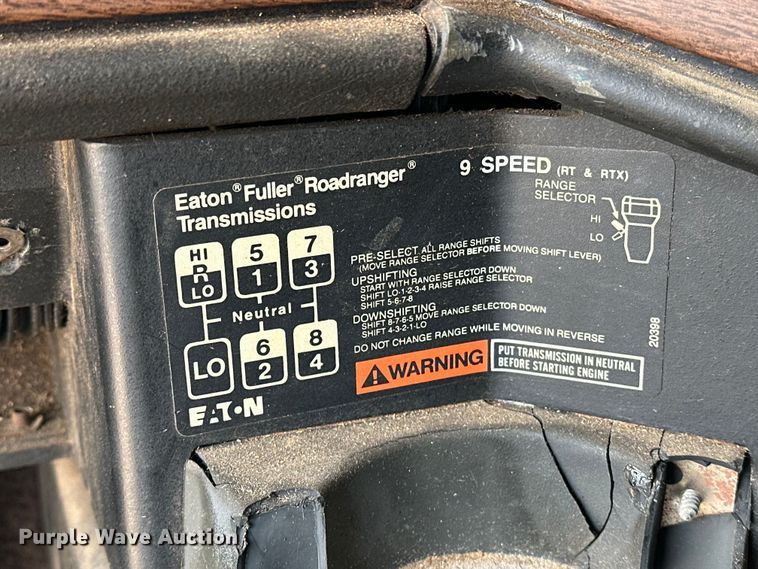 Eaton® Fuller® Roadranger®
Transmissions
9 SPEED (RT & RTX)
RANGE
SELECTOR
HI
LO
HI
R
LO
5
1
7
3
Neutral
LO
6
2
8
4
PRE-SELECT ALL RANGE SHIFTS
(MOVE RANGE SELECTOR BEFORE MOVING SHIFT LEVER)
UPSHIFTING
START WITH RANGE SELECTOR DOWN
SHIFT LO-1-2-3-4 RAISE RANGE SELECTOR
SHIFT 5-6-7-8
DOWNSHIFTING
SHIFT 8-7-6-5 MOVE RANGE SELECTOR DOWN
SHIFT 4-3-2-1-LO
DO NOT CHANGE RANGE WHILE MOVING IN REVERSE
WARNING
PUT TRANSMISSION IN NEUTRAL
BEFORE STARTING ENGINE
20398
EATON
Purple Wave Auction